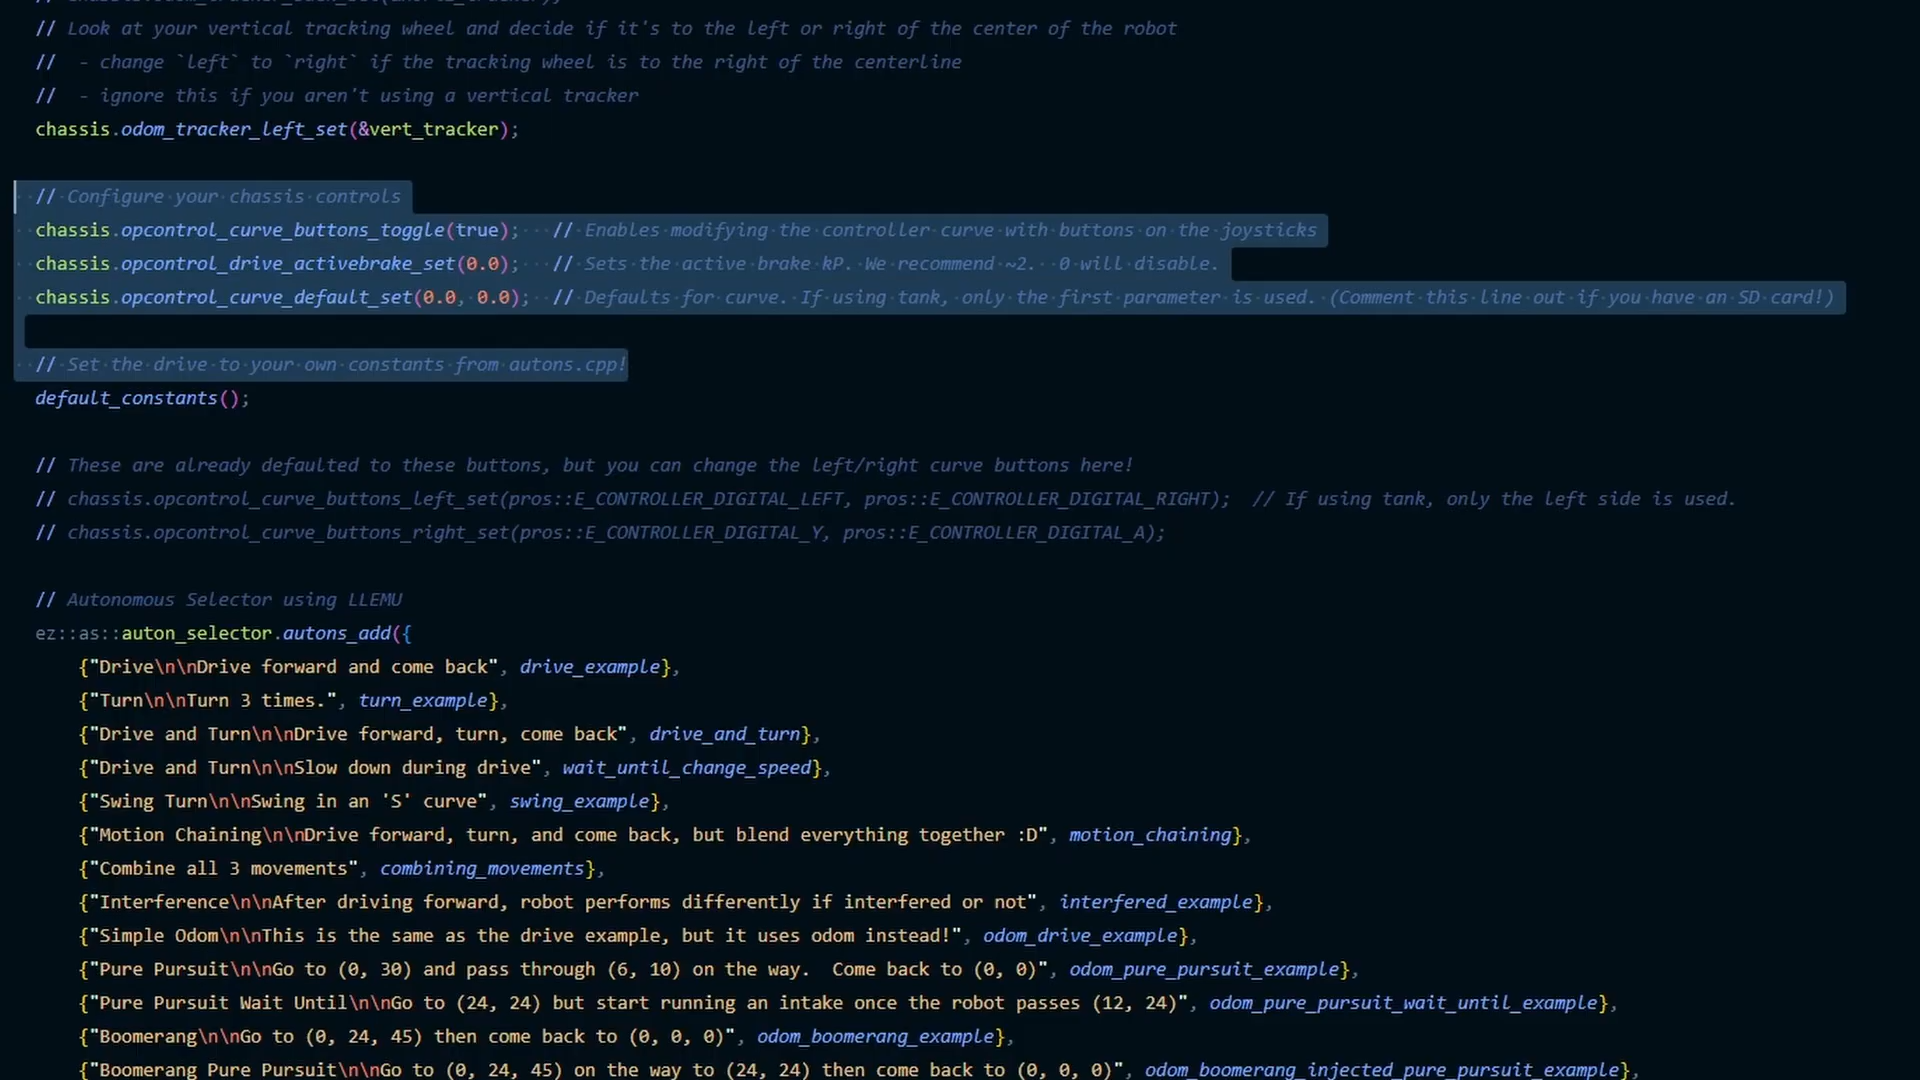 // Look at your vertical tracking wheel and decide if it's to the left or right of the center of the robot
//  - change `left` to `right` if the tracking wheel is to the right of the centerline
//  - ignore this if you aren't using a vertical tracker
chassis.odom_tracker_left_set(&vert_tracker);
// Configure your chassis controls
chassis.opcontrol_curve_buttons_toggle(true);   // Enables modifying the controller curve with buttons on the joysticks
chassis.opcontrol_drive_activebrake_set(0.0);   // Sets the active brake kP. We recommend ~2.  0 will disable.
chassis.opcontrol_curve_default_set(0.0, 0.0);  // Defaults for curve. If using tank, only the first parameter is used. (Comment this line out if you have an SD card!)
// Set the drive to your own constants from autons.cpp!
default_constants();
// These are already defaulted to these buttons, but you can change the left/right curve buttons here!
// chassis.opcontrol_curve_buttons_left_set(pros::E_CONTROLLER_DIGITAL_LEFT, pros::E_CONTROLLER_DIGITAL_RIGHT);  // If using tank, only the left side is used.
// chassis.opcontrol_curve_buttons_right_set(pros::E_CONTROLLER_DIGITAL_Y, pros::E_CONTROLLER_DIGITAL_A);
// Autonomous Selector using LLEMU
ez::as::auton_selector.autons_add({
{"Drive\n\nDrive forward and come back", drive_example},
{"Turn\n\nTurn 3 times.", turn_example},
{"Drive and Turn\n\nDrive forward, turn, come back", drive_and_turn},
{"Drive and Turn\n\nSlow down during drive", wait_until_change_speed},
{"Swing Turn\n\nSwing in an 'S' curve", swing_example},
{"Motion Chaining\n\nDrive forward, turn, and come back, but blend everything together :D", motion_chaining},
{"Combine all 3 movements", combining_movements},
{"Interference\n\nAfter driving forward, robot performs differently if interfered or not", interfered_example},
{"Simple Odom\n\nThis is the same as the drive example, but it uses odom instead!", odom_drive_example},
{"Pure Pursuit\n\nGo to (0, 30) and pass through (6, 10) on the way.  Come back to (0, 0)", odom_pure_pursuit_example},
{"Pure Pursuit Wait Until\n\nGo to (24, 24) but start running an intake once the robot passes (12, 24)", odom_pure_pursuit_wait_until_example},
{"Boomerang\n\nGo to (0, 24, 45) then come back to (0, 0, 0)", odom_boomerang_example},
{"Boomerang Pure Pursuit\n\nGo to (0, 24, 45) on the way to (24, 24) then come back to (0, 0, 0)", odom_boomerang_injected_pure_pursuit_example},